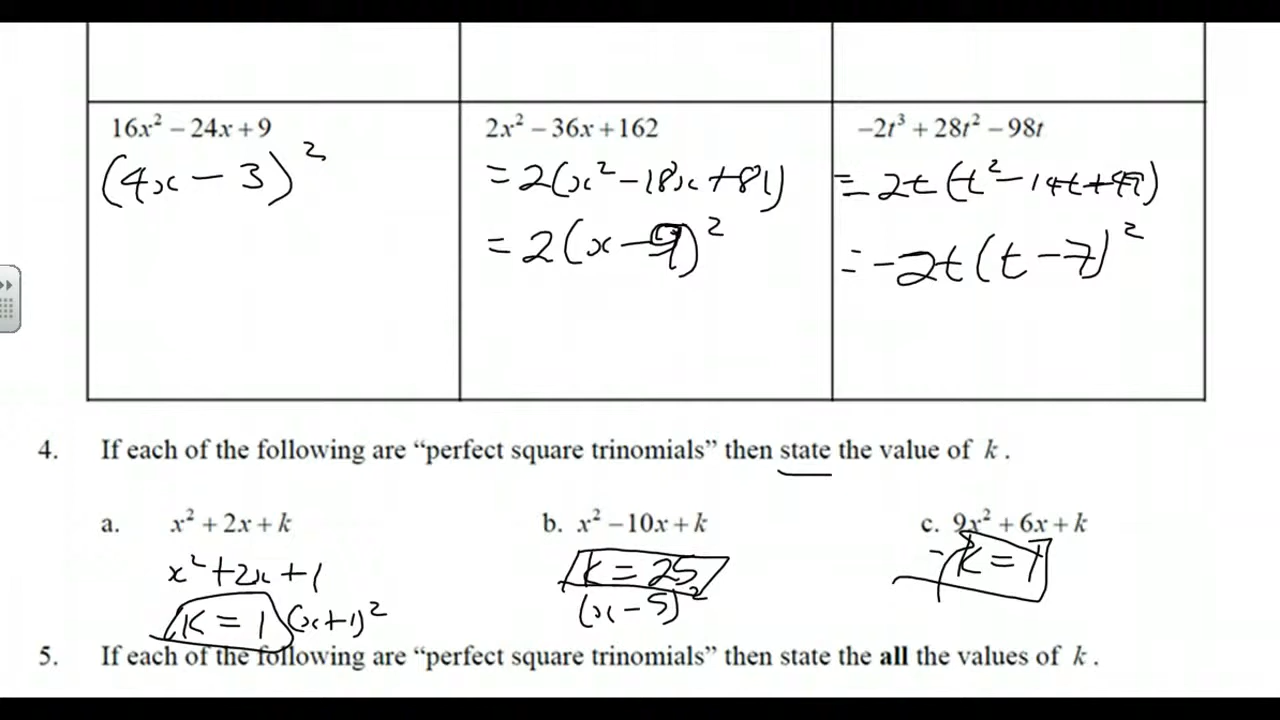 16x² − 24x + 9
(4x − 3)²
2x² − 36x + 162
= 2(x² − 18x + 81)
= 2(x − 9)²
−2t³ + 28t² − 98t
= 2t(t² − 14t + 49)
= −2t(t − 7)²
4. If each of the following are “perfect square trinomials” then state the value of k.
a. x² + 2x + k
x² + 2x + 1
k = 1 (x + 1)²
b. x² − 10x + k
k = 25
(x − 5)²
c. 9x² + 6x + k
k = 1
5. If each of the following are “perfect square trinomials” then state the all the values of k.